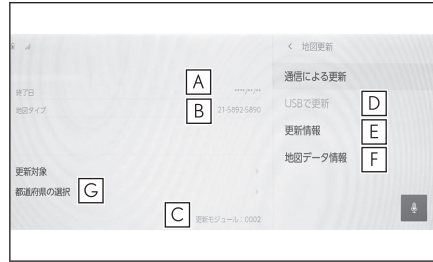 地図更新
A
通信による更新
終了日
****/**/**
B
地図タイプ
21-5892-5890
USBで更新
D
更新情報
E
地図データ情報
F
更新対象
都道府県の選択
G
C
更新モジュール：0002